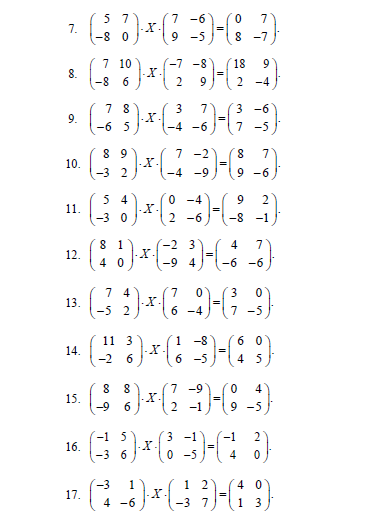 7. \begin{pmatrix} 5 & 7 \\ -8 & 0 \end{pmatrix} \cdot X \cdot \begin{pmatrix} 7 & -6 \\ 9 & -5 \end{pmatrix} = \begin{pmatrix} 0 & 7 \\ 8 & -7 \end{pmatrix}.
8. \begin{pmatrix} 7 & 10 \\ -8 & 6 \end{pmatrix} \cdot X \cdot \begin{pmatrix} -7 & -8 \\ 2 & 9 \end{pmatrix} = \begin{pmatrix} 18 & 9 \\ 2 & -4 \end{pmatrix}.
9. \begin{pmatrix} 7 & 8 \\ -6 & 5 \end{pmatrix} \cdot X \cdot \begin{pmatrix} 3 & 7 \\ -4 & -6 \end{pmatrix} = \begin{pmatrix} 3 & -6 \\ 7 & -5 \end{pmatrix}.
10. \begin{pmatrix} 8 & 9 \\ -3 & 2 \end{pmatrix} \cdot X \cdot \begin{pmatrix} 7 & -2 \\ -4 & -9 \end{pmatrix} = \begin{pmatrix} 8 & 7 \\ 9 & -6 \end{pmatrix}.
11. \begin{pmatrix} 5 & 4 \\ -3 & 0 \end{pmatrix} \cdot X \cdot \begin{pmatrix} 0 & -4 \\ 2 & -6 \end{pmatrix} = \begin{pmatrix} 9 & 2 \\ -8 & -1 \end{pmatrix}.
12. \begin{pmatrix} 8 & 1 \\ 4 & 0 \end{pmatrix} \cdot X \cdot \begin{pmatrix} -2 & 3 \\ -9 & 4 \end{pmatrix} = \begin{pmatrix} 4 & 7 \\ -6 & -6 \end{pmatrix}.
13. \begin{pmatrix} 7 & 4 \\ -5 & 2 \end{pmatrix} \cdot X \cdot \begin{pmatrix} 7 & 0 \\ 6 & -4 \end{pmatrix} = \begin{pmatrix} 3 & 0 \\ 7 & -5 \end{pmatrix}.
14. \begin{pmatrix} 11 & 3 \\ -2 & 6 \end{pmatrix} \cdot X \cdot \begin{pmatrix} 1 & -8 \\ 6 & -5 \end{pmatrix} = \begin{pmatrix} 6 & 0 \\ 4 & 5 \end{pmatrix}.
15. \begin{pmatrix} 8 & 8 \\ -9 & 6 \end{pmatrix} \cdot X \cdot \begin{pmatrix} 7 & -9 \\ 2 & -1 \end{pmatrix} = \begin{pmatrix} 0 & 4 \\ 9 & -5 \end{pmatrix}.
16. \begin{pmatrix} -1 & 5 \\ -3 & 6 \end{pmatrix} \cdot X \cdot \begin{pmatrix} 3 & -1 \\ 0 & -5 \end{pmatrix} = \begin{pmatrix} -1 & 2 \\ 4 & 0 \end{pmatrix}.
17. \begin{pmatrix} -3 & 1 \\ 4 & -6 \end{pmatrix} \cdot X \cdot \begin{pmatrix} 1 & 2 \\ -3 & 7 \end{pmatrix} = \begin{pmatrix} 4 & 0 \\ 1 & 3 \end{pmatrix}.